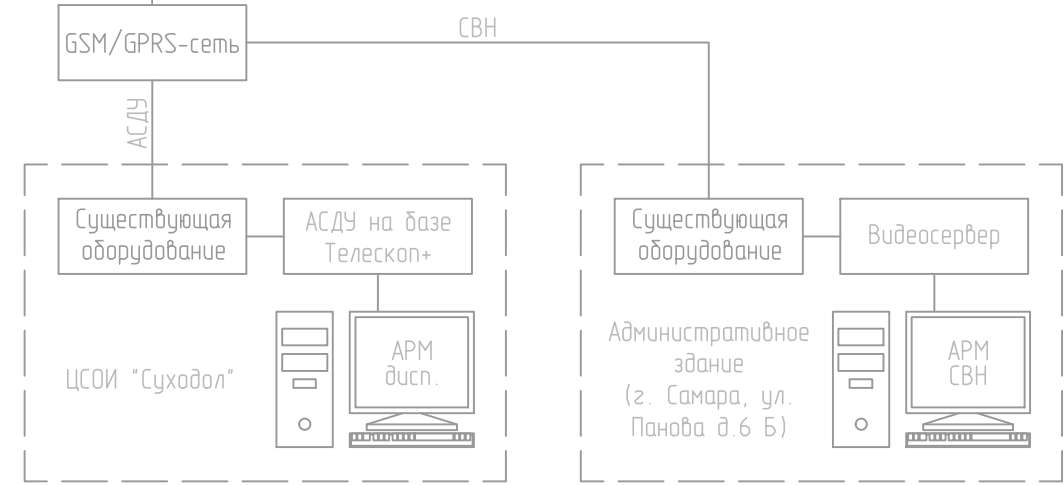 СВН
GSM/GPRS-сеть
АСДУ
Существующая
оборудование
АСДУ на базе
Телескоп+
ЦСОИ "Суходол"
АРМ
дисп.
Существующая
оборудование
Видеосервер
Административное
здание
(г. Самара, ул.
Панова д.6 Б)
АРМ
СВН